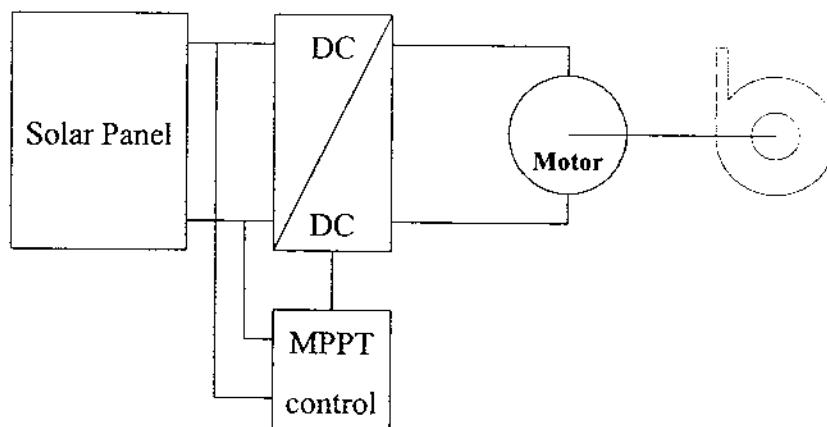 Solar Panel
DC
DC
Motor
MPPT
control